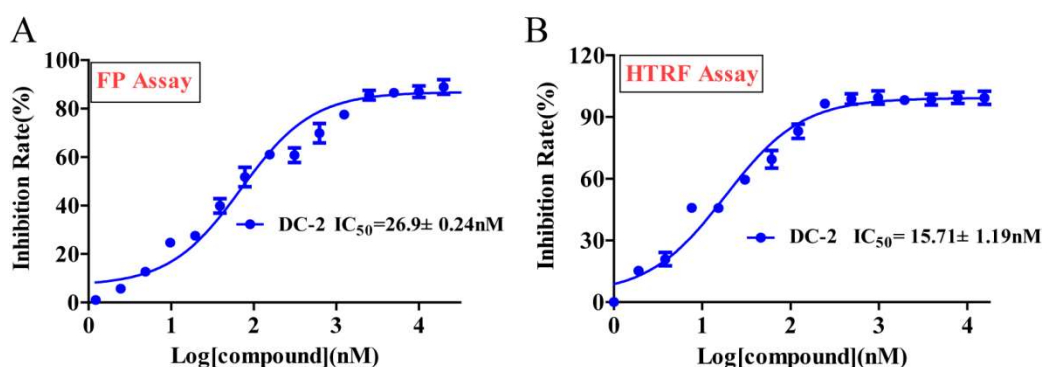 A
FP Assay
Inhibition Rate(%)
100
80
60
40
20
0
DC-2 IC50=26.9± 0.24nM
0 1 2 3 4
Log[compound](nM)
B
HTRF Assay
Inhibition Rate(%)
120
90
60
30
0
DC-2 IC50= 15.71± 1.19nM
0 1 2 3 4
Log[compound](nM)